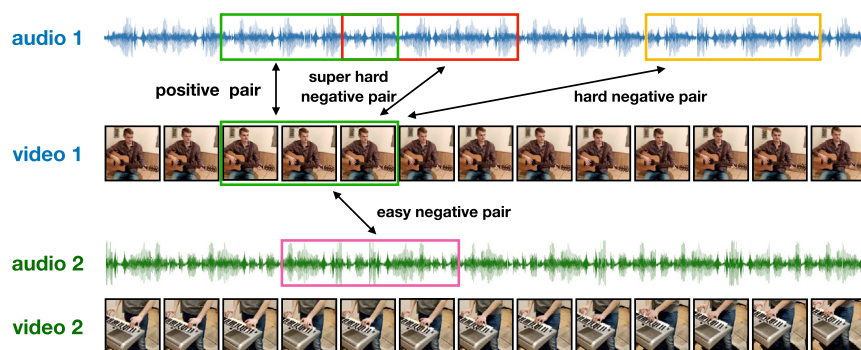 audio 1
positive pair
super hard
negative pair
hard negative pair
video 1
easy negative pair
audio 2
video 2